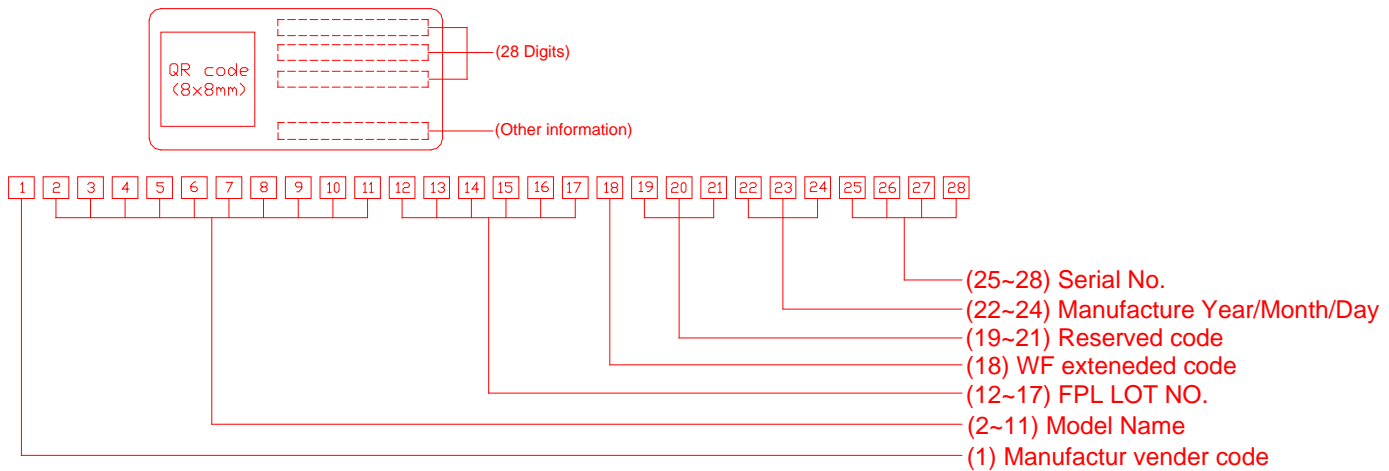 QR code
(8x8mm)
(28 Digits)
(Other information)
1 2 3 4 5 6 7 8 9 10 11 12 13 14 15 16 17 18 19 20 21 22 23 24 25 26 27 28
(25~28) Serial No.
(22~24) Manufacture Year/Month/Day
(19~21) Reserved code
(18) WF exteneded code
(12~17) FPL LOT NO.
(2~11) Model Name
(1) Manufactur vender code